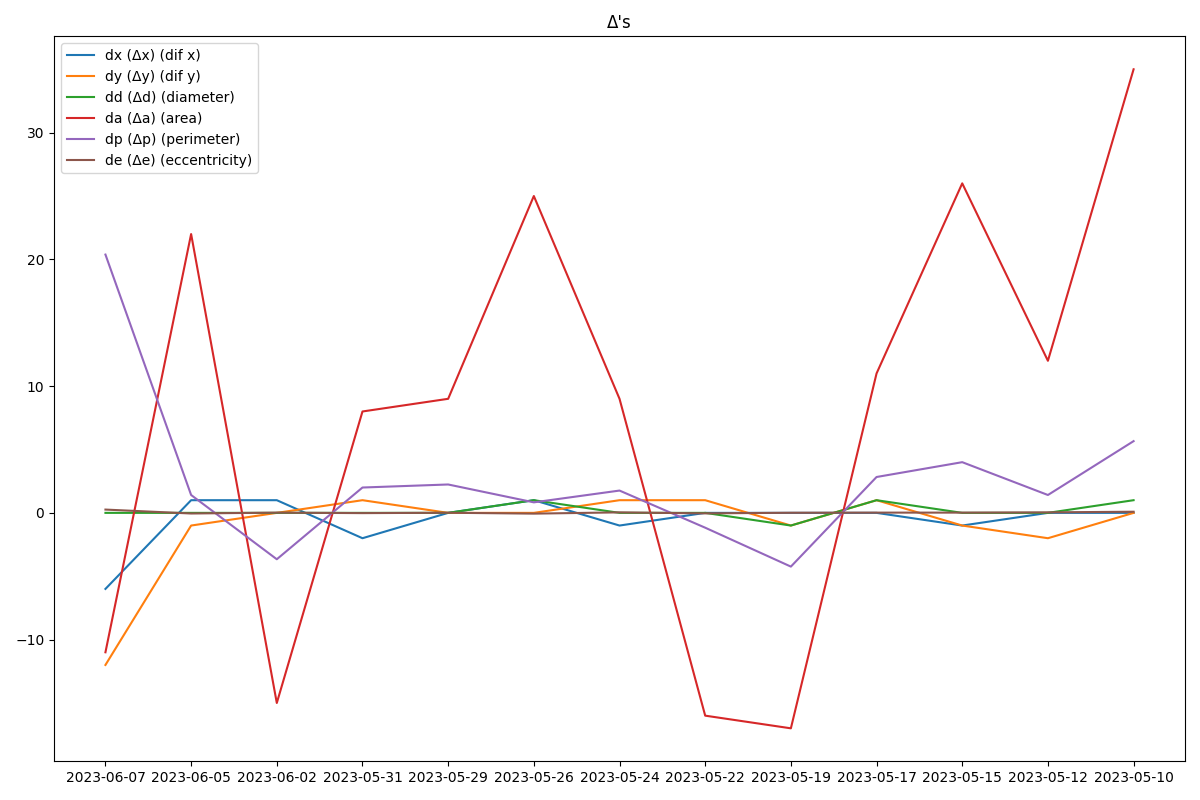 Δ's
dx (Δx) (dif x)
dy (Δy) (dif y)
dd (Δd) (diameter)
da (Δa) (area)
dp (Δp) (perimeter)
de (Δe) (eccentricity)
30
20
10
0
−10
2023-06-07 2023-06-05 2023-06-02 2023-05-31 2023-05-29 2023-05-26 2023-05-24 2023-05-22 2023-05-19 2023-05-17 2023-05-15 2023-05-12 2023-05-10